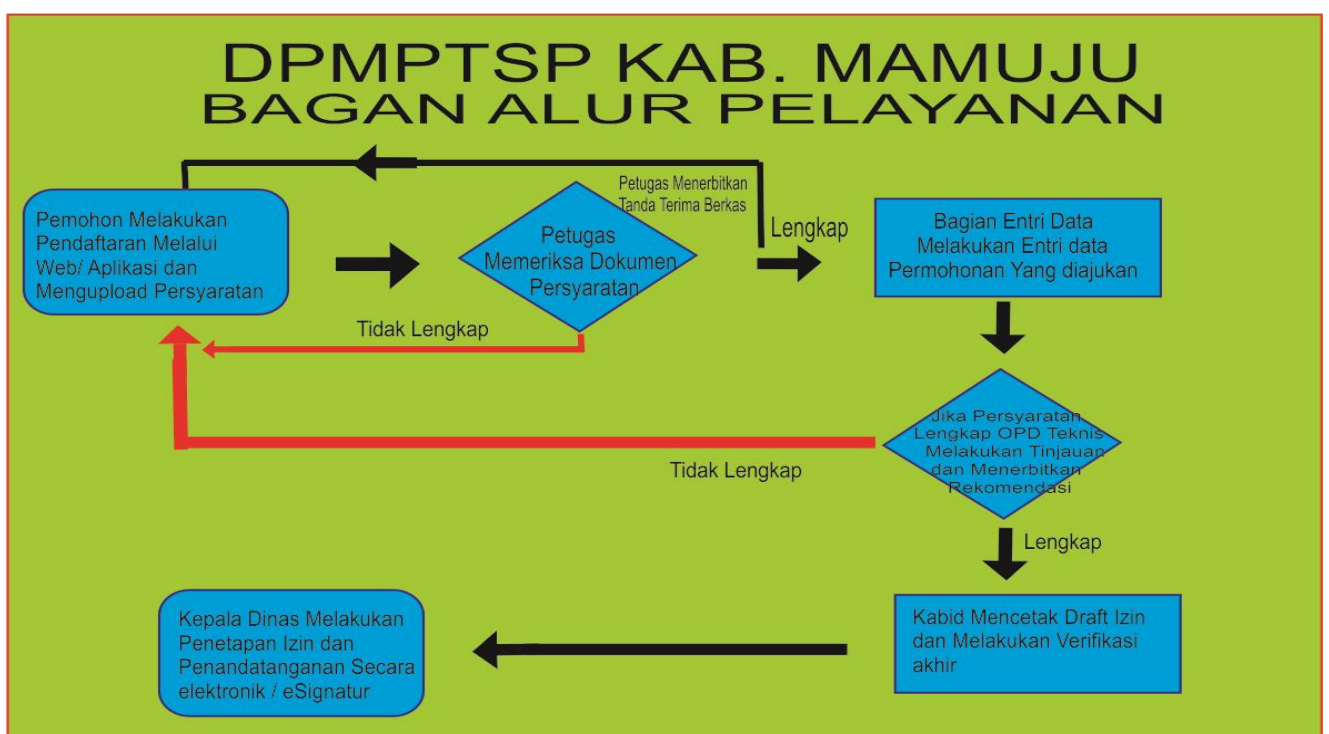 DPMPTSP KAB. MAMUJU
BAGAN ALUR PELAYANAN
Pemohon Melakukan
Pendaftaran Melalui
Web/ Aplikasi dan
Mengupload Persyaratan
Petugas
Memeriksa Dokumen
Persyaratan
Petugas Menerbitkan
Tanda Terima Berkas
Lengkap
Bagian Entri Data
Melakukan Entri data
Permohonan Yang diajukan
Tidak Lengkap
Jika Persyaratan
Lengkap OPD Teknis
Melakukan Tinjauan
dan Menerbitkan
Rekomendasi
Tidak Lengkap
Lengkap
Kabid Mencetak Draft Izin
dan Melakukan Verifikasi
akhir
Kepala Dinas Melakukan
Penetapan Izin dan
Penandatanganan Secara
elektronik / eSignatur